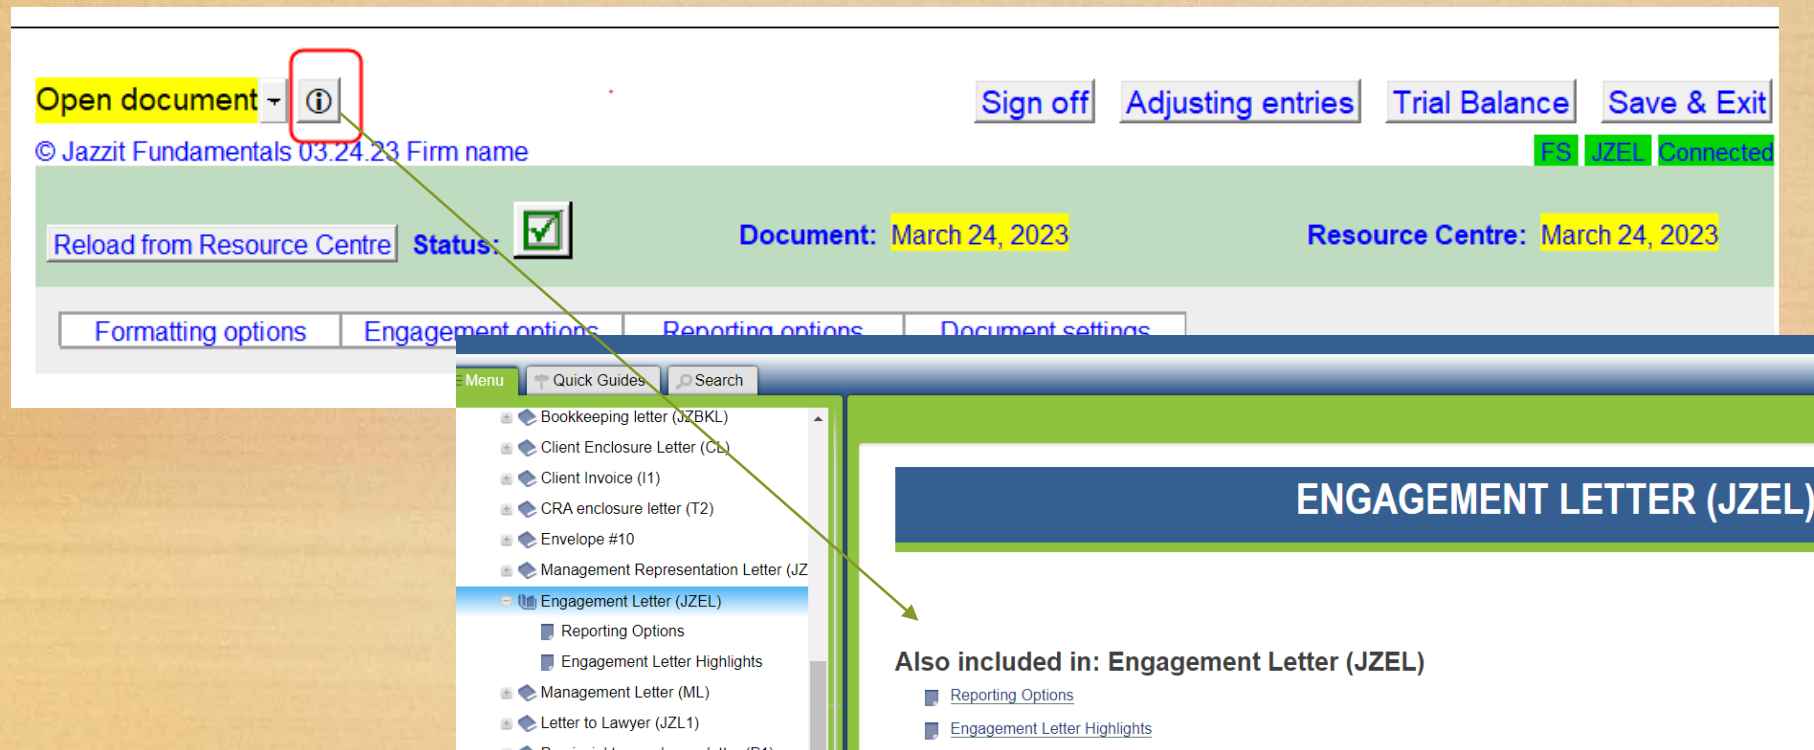 Open document
Sign off Adjusting entries Trial Balance Save & Exit
© Jazzit Fundamentals 03.24.23 Firm name
FS JZEL Connected
Reload from Resource Centre Status: Document: March 24, 2023 Resource Centre: March 24, 2023
Formatting options Engagement options Reporting options Document settings
Menu Quick Guides Search
Bookkeeping letter (JZBKL)
Client Enclosure Letter (CL)
Client Invoice (I1)
CRA enclosure letter (T2)
Envelope #10
Management Representation Letter (JZ
Engagement Letter (JZEL)
Reporting Options
Engagement Letter Highlights
Management Letter (ML)
Letter to Lawyer (JZL1)
ENGAGEMENT LETTER (JZEL)
Also included in: Engagement Letter (JZEL)
Reporting Options
Engagement Letter Highlights